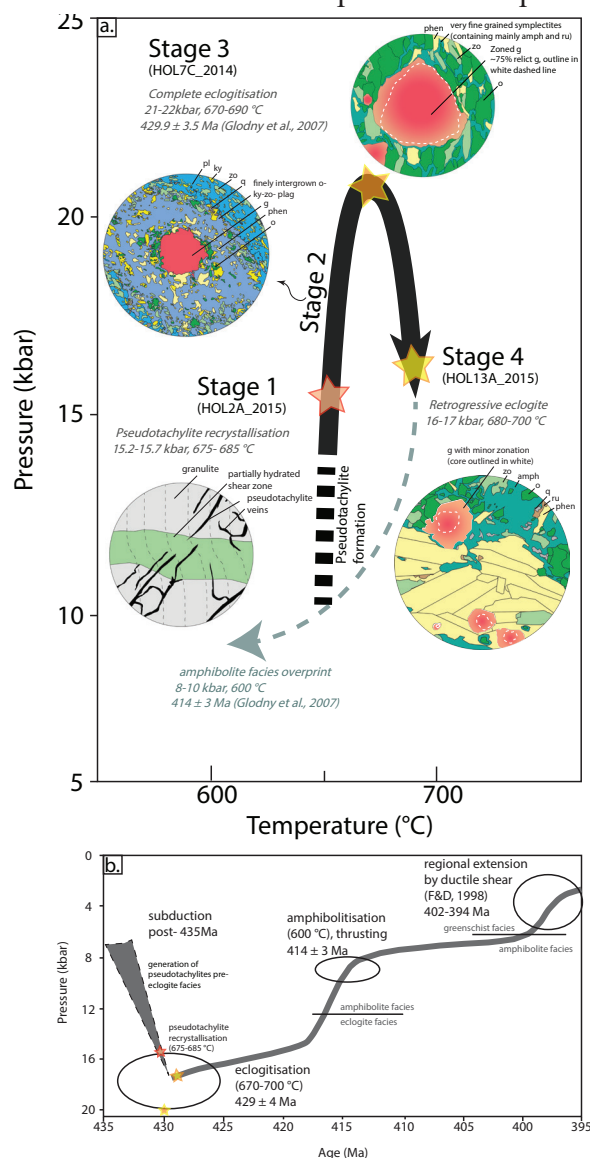 a.
Stage 3
(HOL7C_2014)
Complete eclogitisation
21-22kbar, 670-690 °C
429.9 ± 3.5 Ma (Glodny et al., 2007)
phen
very fine grained symplectites
(containing mainly amph and ru)
zo
Zoned g
~75% relict g, outline in
white dashed line
o
pl
ky
zo
q
finely intergrown o-
ky-zo- plag
g
phen
o
Stage 2
Stage 1
(HOL2A_2015)
Pseudotachylite recrystallisation
15.2-15.7 kbar, 675- 685 °C
granulite
partially hydrated
shear zone
pseudotachylite
veins
Pseudotachylite
formation
Stage 4
(HOL13A_2015)
Retrogressive eclogite
16-17 kbar, 680-700 °C
g with minor zonation
(core outlined in white)
zo
amph
o
q
ru
phen
amphibolite facies overprint
8-10 kbar, 600 °C
414 ± 3 Ma (Glodny et al., 2007)
25
20
15
10
5
Pressure (kbar)
600
700
Temperature (°C)
b.
0
4
8
12
16
20
Pressure (kbar)
subduction
post- 435Ma
generation of
pseudotachylites pre-
eclogite facies
pseudotachylite
recrystallisation
(675-685 °C)
eclogitisation
(670-700 °C)
429 ± 4 Ma
amphibolitisation
(600 °C), thrusting
414 ± 3 Ma
amphibolite facies
eclogite facies
regional extension
by ductile shear
(F&D, 1998)
402-394 Ma
greenschist facies
amphibolite facies
435
430
420
415
410
400
395
Age (Ma)